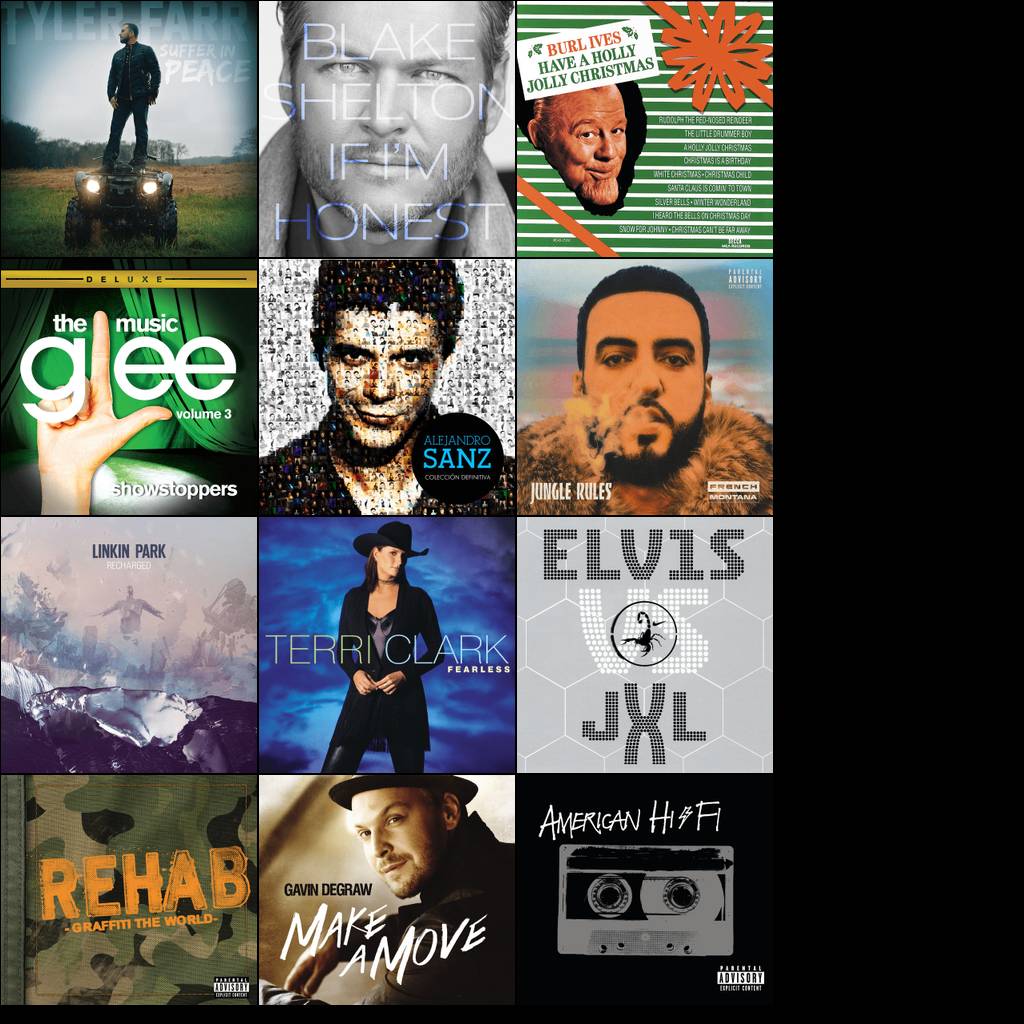 TYLER FARR
SUFFER IN
PEACE
BLAKE
SHELTON
IF I'M
HONEST
BURL IVES
HAVE A HOLLY
JOLLY CHRISTMAS
RUDOLPH THE RED-NOSED REINDEER
THE LITTLE DRUMMER BOY
A HOLLY JOLLY CHRISTMAS
CHRISTMAS IS A BIRTHDAY
WHITE CHRISTMAS • CHRISTMAS CHILD
SANTA CLAUS IS COMIN' TO TOWN
SILVER BELLS • WINTER WONDERLAND
I HEARD THE BELLS ON CHRISTMAS DAY
SNOW FOR JOHNNY • CHRISTMAS CAN'T BE FAR AWAY
DECCA
MCA RECORDS
DELUXE
the music
glee
volume 3
showstoppers
ALEJANDRO
SANZ
COLECCIÓN DEFINITIVA
PARENTAL
ADVISORY
EXPLICIT CONTENT
JUNGLE RULES
FRENCH
MONTANA
LINKIN PARK
RECHARGED
TERRI CLARK
FEARLESS
ELV1S
VS
JXL
REHAB
- GRAFFITI THE WORLD -
PARENTAL
ADVISORY
EXPLICIT CONTENT
GAVIN DEGRAW
MAKE
A MOVE
AMERICAN HI FI
PARENTAL
ADVISORY
EXPLICIT CONTENT